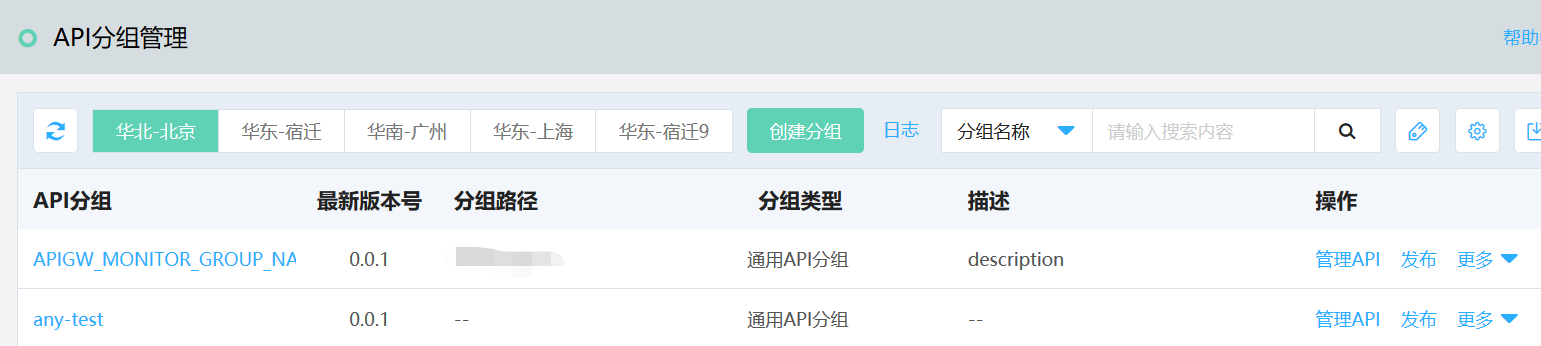 API分组管理
帮助
华北-北京 华东-宿迁 华南-广州 华东-上海 华东-宿迁9 创建分组 日志 分组名称 请输入搜索内容
API分组 最新版本号 分组路径 分组类型 描述 操作
APIGW_MONITOR_GROUP_NA 0.0.1 通用API分组 description 管理API 发布 更多
any-test 0.0.1 -- 通用API分组 -- 管理API 发布 更多